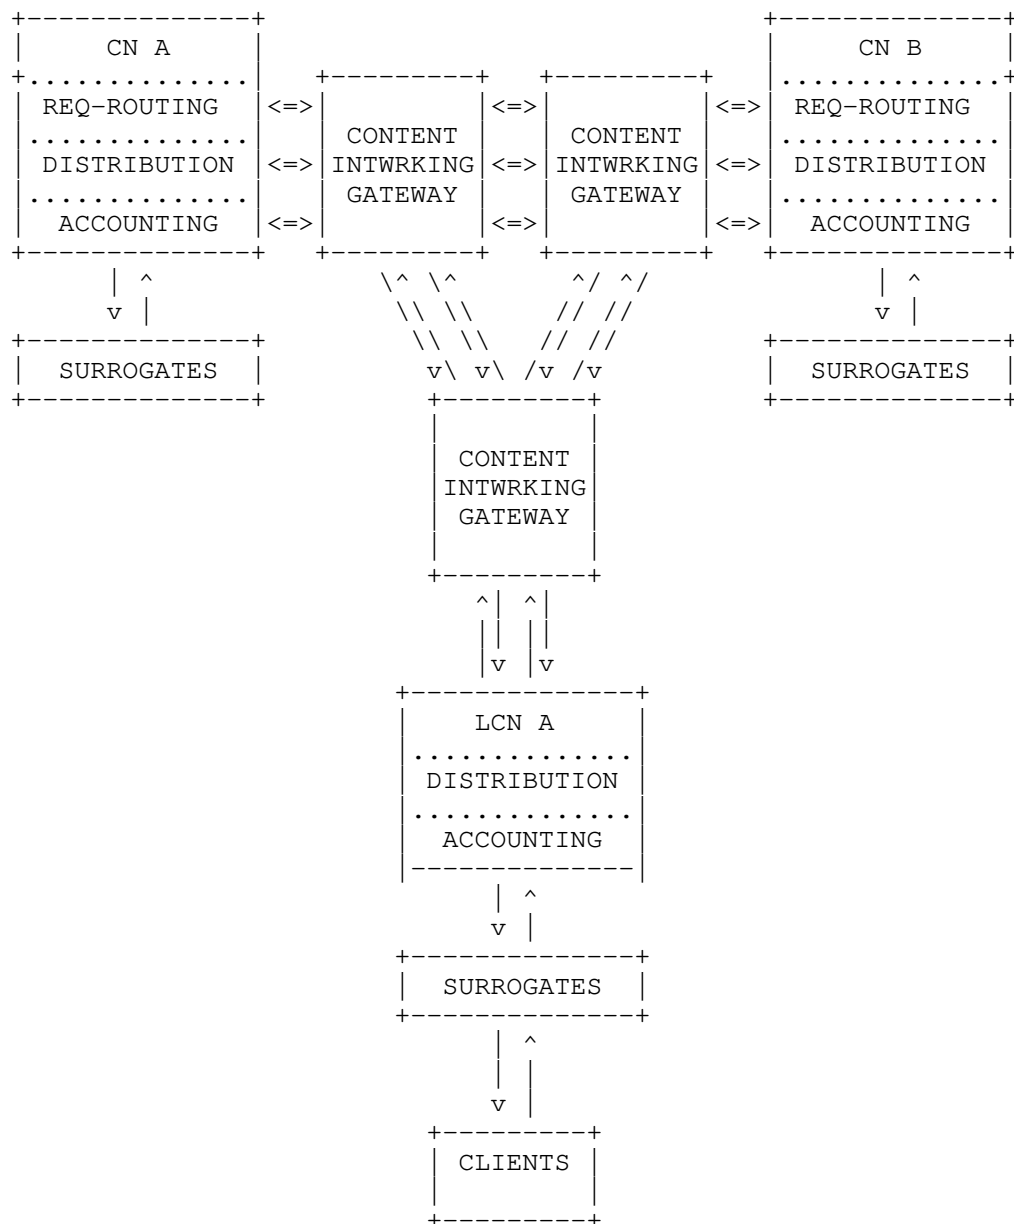 CN A
CN B
REQ-ROUTING <=> <=> <=> REQ-ROUTING
CONTENT CONTENT
DISTRIBUTION <=> INTWRKING <=> INTWRKING <=> DISTRIBUTION
GATEWAY GATEWAY
ACCOUNTING <=> <=> <=> ACCOUNTING
SURROGATES SURROGATES
CONTENT
INTWRKING
GATEWAY
LCN A
DISTRIBUTION
ACCOUNTING
SURROGATES
CLIENTS